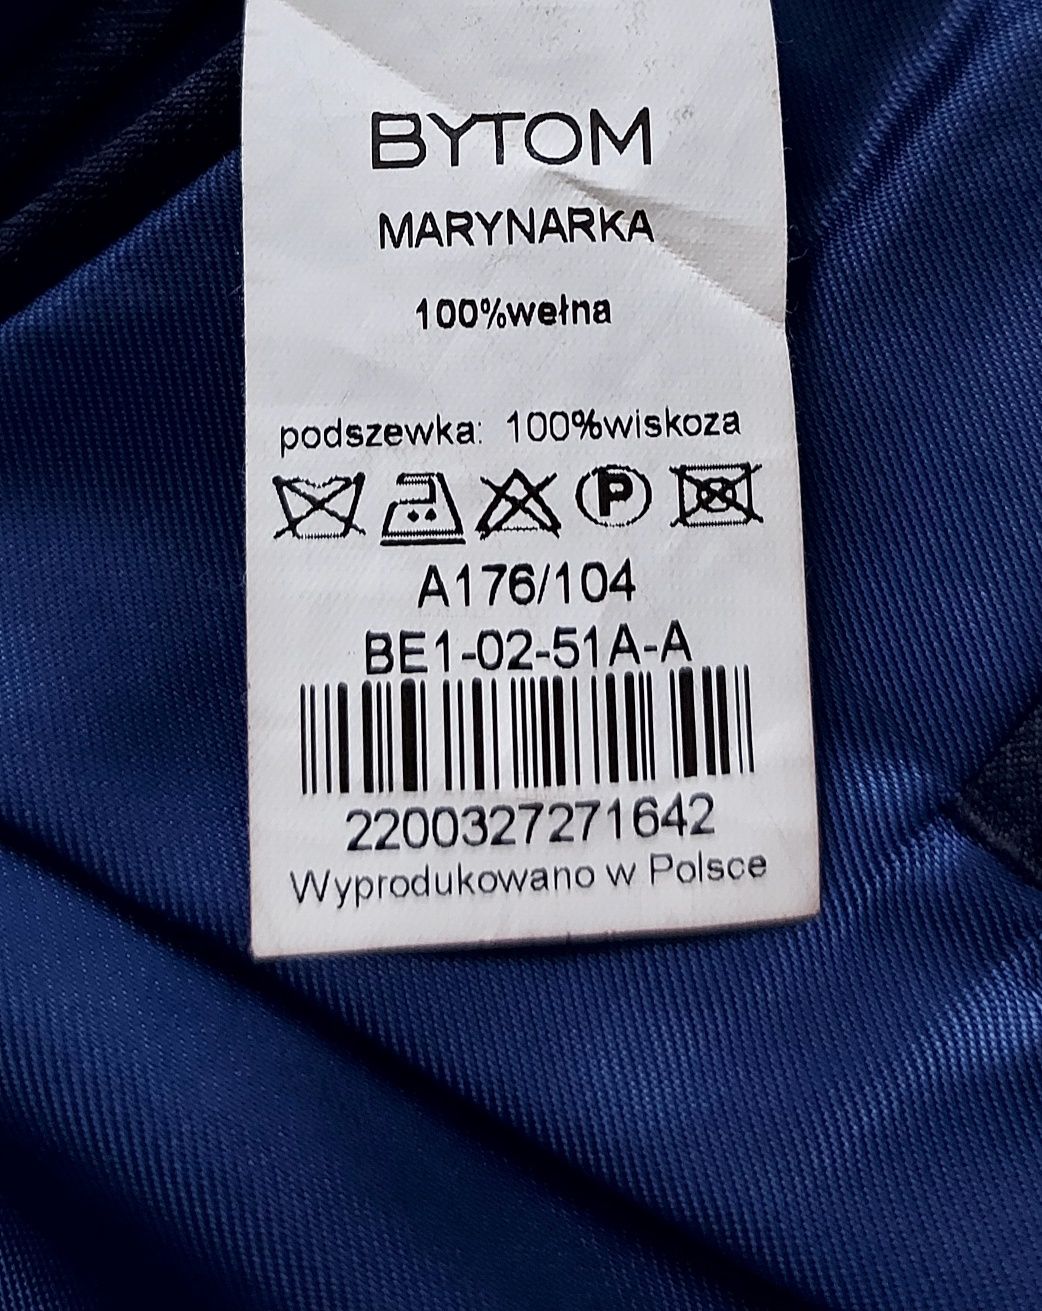 BYTOM
MARYNARKA
100%wełna
podszewka: 100%wiskoza
P
A176/104
BE1-02-51A-A
2200327271642
Wyprodukowano w Polsce